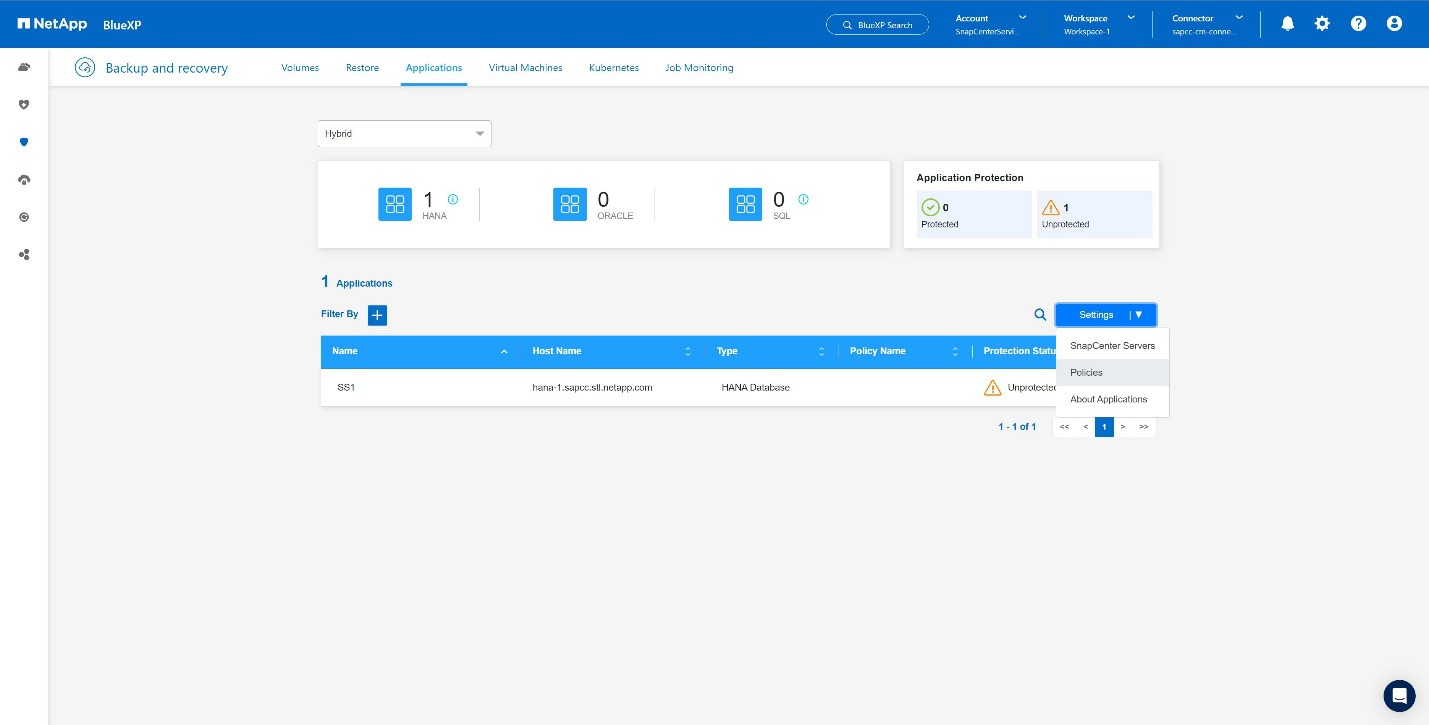 NetApp BlueXP
BlueXP Search
Account
SnapCenterServi...
Workspace
Workspace-1
Connector
sapcc-cm-conne...
Backup and recovery
Volumes
Restore
Applications
Virtual Machines
Kubernetes
Job Monitoring
Hybrid
1
HANA
0
ORACLE
0
SQL
Application Protection
0
Protected
1
Unprotected
1 Applications
Filter By
Settings
SnapCenter Servers
Policies
About Applications
Name
Host Name
Type
Policy Name
Protection Statu
SS1
hana-1.sapcc.stl.netapp.com
HANA Database
Unprotected
1 - 1 of 1
<<
<
1
>
>>